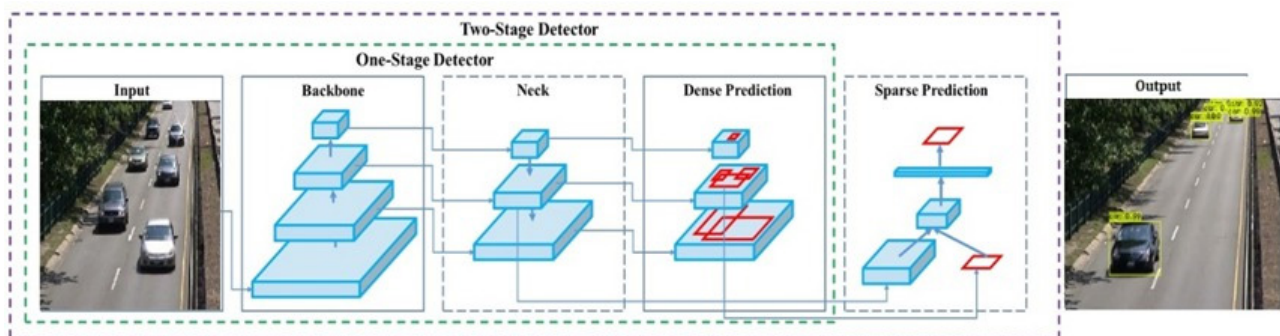 Two-Stage Detector
One-Stage Detector
Input
Backbone
Neck
Dense Prediction
Sparse Prediction
Output